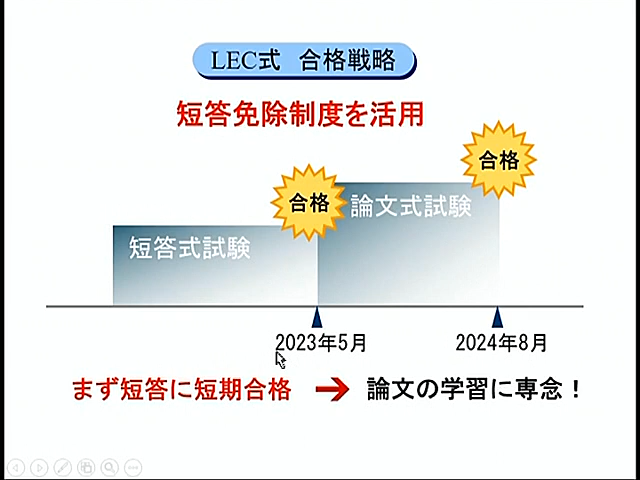 LEC式 合格戦略
短答免除制度を活用
合格
合格
論文式試験
短答式試験
2023年5月
2024年8月
まず短答に短期合格 → 論文の学習に専念！